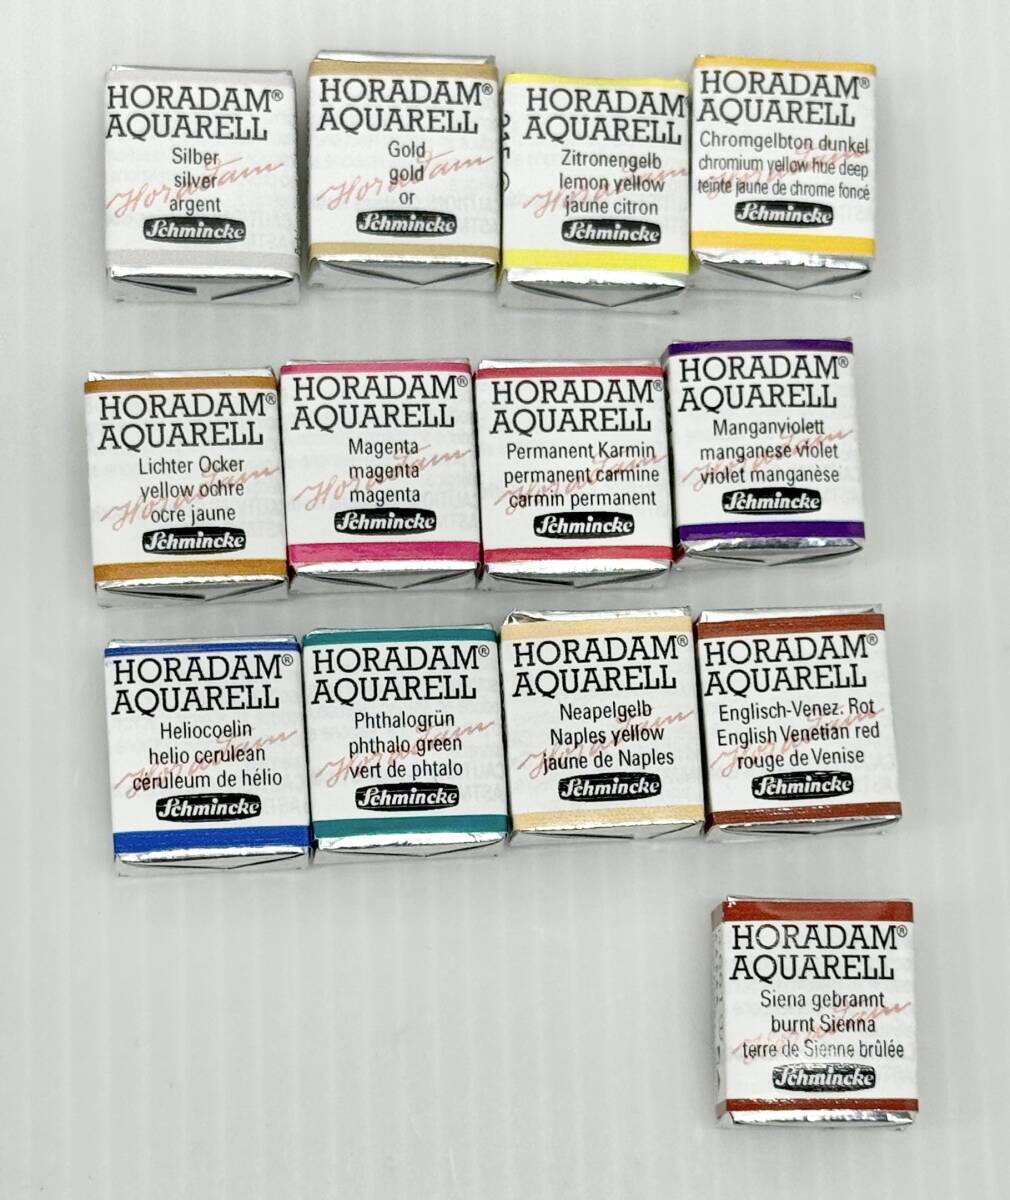 HORADAM®
AQUARELL
Silber
silver
argent
Schmincke
HORADAM®
AQUARELL
Gold
gold
or
Schmincke
HORADAM
AQUARELL
Zitronengelb
lemon yellow
jaune citron
Schmincke
HORADAM®
AQUARELL
Chromgelbton dunkel
chromium yellow hue deep
teinte jaune de chrome foncé
Schmincke
HORADAM®
AQUARELL
Lichter Ocker
yellow ochre
ocre jaune
Schmincke
HORADAM®
AQUARELL
Magenta
magenta
magenta
Schmincke
HORADAM®
AQUARELL
Permanent Karmin
permanent carmine
carmin permanent
Schmincke
HORADAM®
AQUARELL
Manganviolett
manganese violet
violet manganèse
Schmincke
HORADAM®
AQUARELL
Heliocoelin
helio cerulean
céruleum de hélio
Schmincke
HORADAM®
AQUARELL
Phthalogrün
phthalo green
vert de phtalo
Schmincke
HORADAM®
AQUARELL
Neapelgelb
Naples yellow
jaune de Naples
Schmincke
HORADAM®
AQUARELL
Englisch-Venez. Rot
English Venetian red
rouge de Venise
Schmincke
HORADAM®
AQUARELL
Siena gebrannt
burnt Sienna
terre de Sienne brûlée
Schmincke